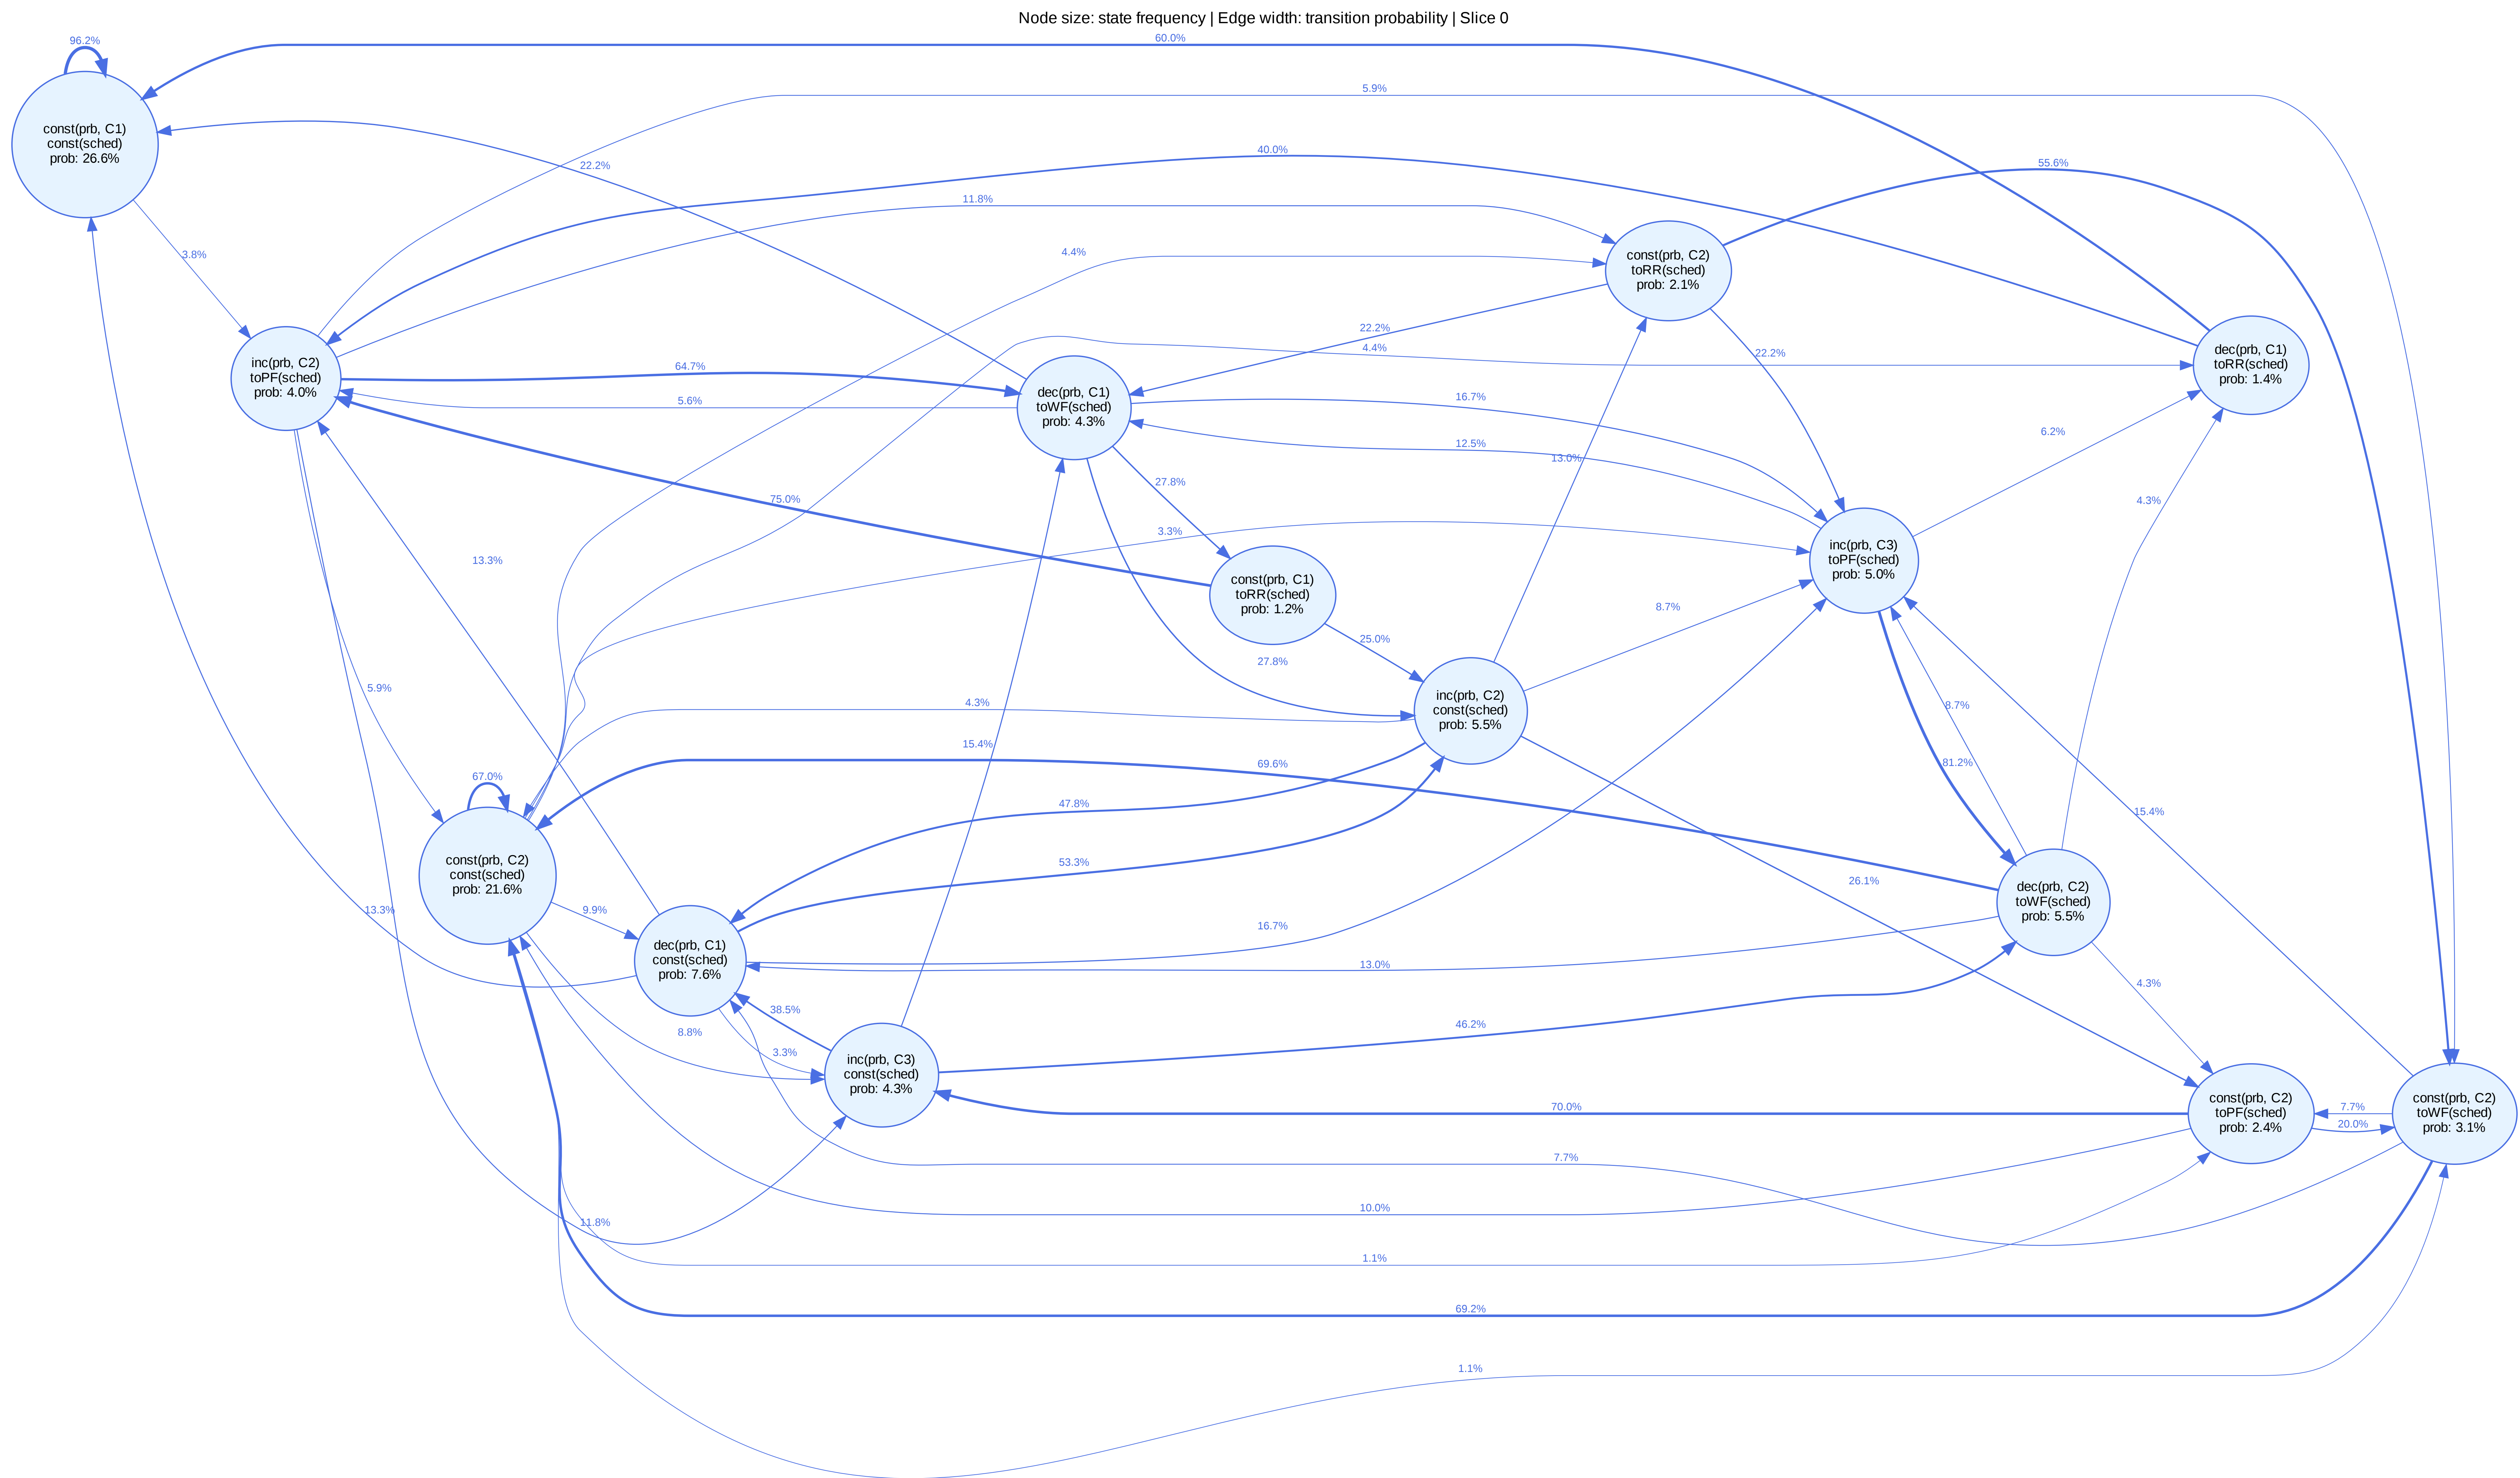 Node size: state frequency | Edge width: transition probability | Slice 0
96.2%
60.0%
5.9%
const(prb, C1)
const(sched)
prob: 26.6%
22.2%
40.0%
55.6%
11.8%
3.8%
4.4%
const(prb, C2)
toRR(sched)
prob: 2.1%
inc(prb, C2)
toPF(sched)
prob: 4.0%
64.7%
5.6%
22.2%
4.4%
22.2%
dec(prb, C1)
toRR(sched)
prob: 1.4%
dec(prb, C1)
toWF(sched)
prob: 4.3%
16.7%
12.5%
13.0%
6.2%
27.8%
75.0%
4.3%
3.3%
13.3%
inc(prb, C3)
toPF(sched)
prob: 5.0%
const(prb, C1)
toRR(sched)
prob: 1.2%
8.7%
25.0%
27.8%
5.9%
4.3%
inc(prb, C2)
const(sched)
prob: 5.5%
8.7%
15.4%
69.6%
81.2%
67.0%
47.8%
15.4%
53.3%
const(prb, C2)
const(sched)
prob: 21.6%
26.1%
dec(prb, C2)
toWF(sched)
prob: 5.5%
13.3%
9.9%
16.7%
dec(prb, C1)
const(sched)
prob: 7.6%
13.0%
4.3%
38.5%
46.2%
8.8%
3.3%
inc(prb, C3)
const(sched)
prob: 4.3%
70.0%
const(prb, C2)
toPF(sched)
prob: 2.4%
7.7%
20.0%
const(prb, C2)
toWF(sched)
prob: 3.1%
7.7%
10.0%
11.8%
1.1%
69.2%
1.1%